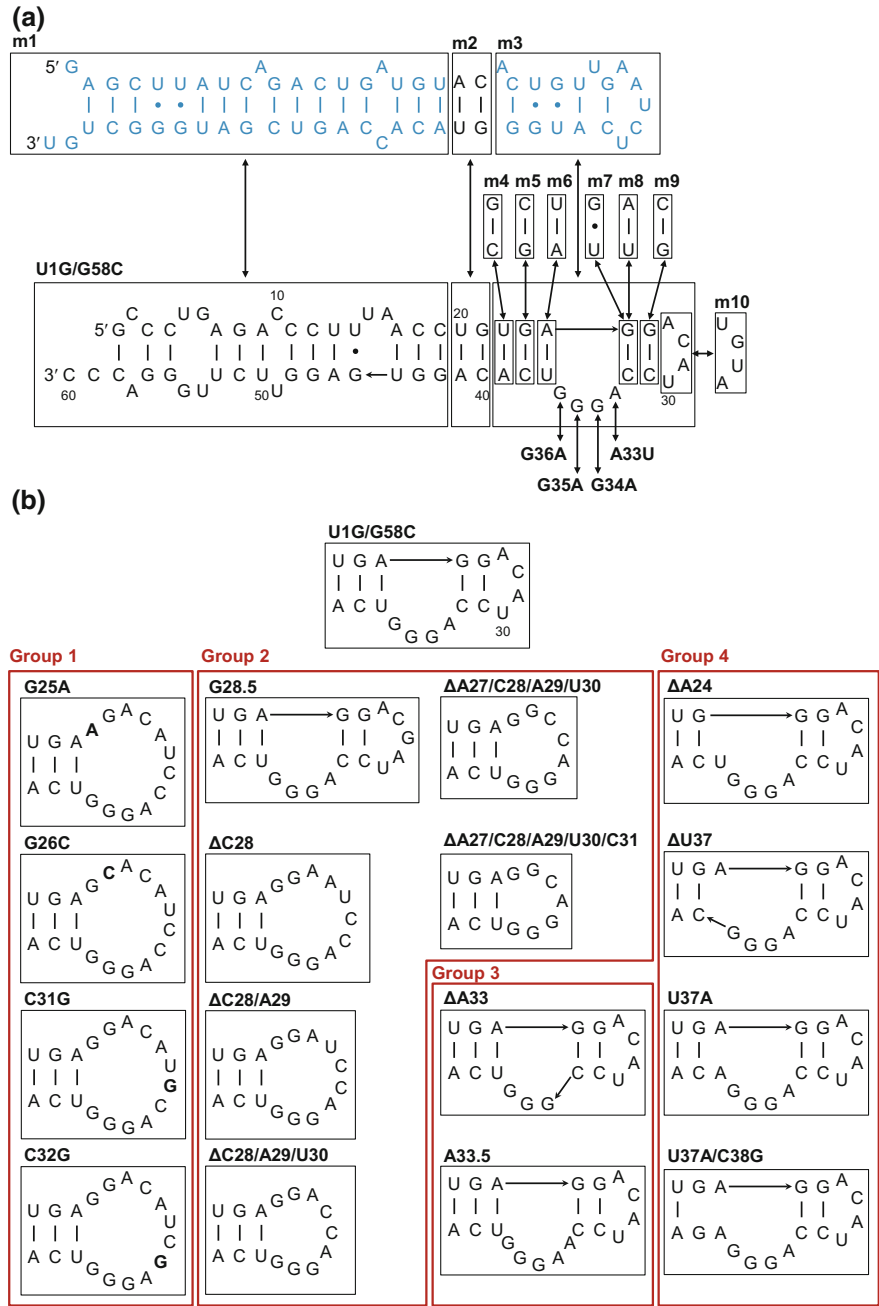 (a)
m1 m2 m3
A A A U
5′ G G A
A G C U U A U C G A C U G U G U A C C U G U A U
U C G G G U A G C U G A C A C A U G G G U A C C
3′ U G C U
m4 m5 m6 m7 m8 m9
G C U G A C
C G A U U G
U1G/G58C
m10
10 20
C C U G C U A
5′ G A G A C C U U A C C U G U G A G G A C A
3′ C C C C G G U C U U G G A G U G G A C A C U C C U
60 A U 50 U 40 G G G A 30
U G U A A
G36A A33U
G35A G34A
(b)
U1G/G58C
U G A G G A C A
A C U G G G A C C U
30
Group 1 Group 2 Group 4
G25A G28.5 ΔA27/C28/A29/U30 ΔA24
U G A A G A C A U C C
A C U G G G A
U G A G G A C G A
A C U G G G A C C U
U G A G G C C A
A C U G G G
U G G G A C A
A C U G G G A C C U
G26C ΔC28 ΔA27/C28/A29/U30/C31 ΔU37
U G A G C A C A U C C
A C U G G G A
U G A G G A A U C C
A C U G G G A
U G A G G C A
A C U G G G
U G A G G A C A
A C G G G A C C U
Group 3
C31G ΔC28/A29 ΔA33 U37A
U G A G G A C A U G C
A C U G G G A
U G A G G A U C C A
A C U G G G
U G A G G A C A
A C U G G G C C U
U G A G G A C A
A C A G G G A C C U
C32G ΔC28/A29/U30 A33.5 U37A/C38G
U G A G G A C A U C G
A C U G G G A
U G A G G A C C A
A C U G G G
U G A G G A C A
A C U G G G A A C C U
U G A G G A C A
A G A G G G A C C U